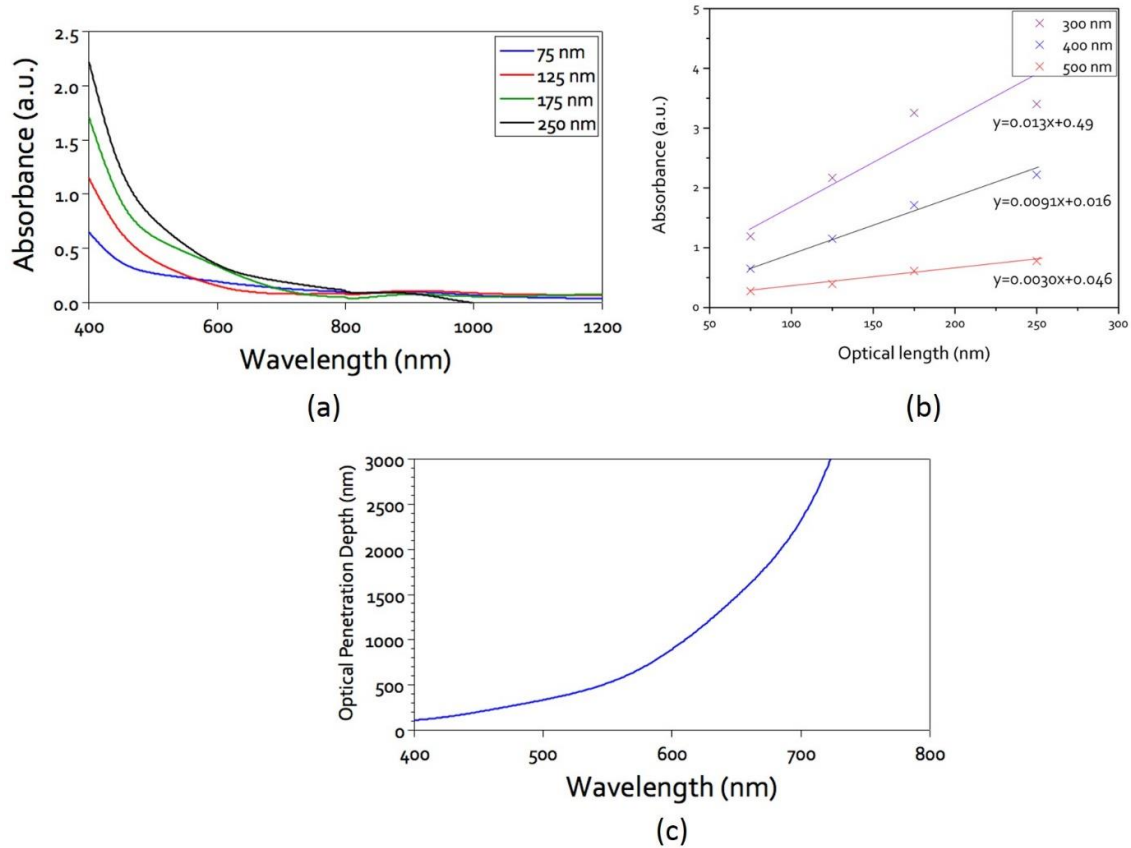 2.5
2.0
1.5
1.0
0.5
0.0
Absorbance (a.u.)
75 nm
125 nm
175 nm
250 nm
400 600 800 1000 1200
Wavelength (nm)
(a)
5
4
3
2
1
0
Absorbance (a.u.)
300 nm
400 nm
500 nm
y=0.013x+0.49
y=0.0091x+0.016
y=0.0030x+0.046
50 100 150 200 250 300
Optical length (nm)
(b)
3000
2500
2000
1500
1000
500
0
Optical Penetration Depth (nm)
400 500 600 700 800
Wavelength (nm)
(c)